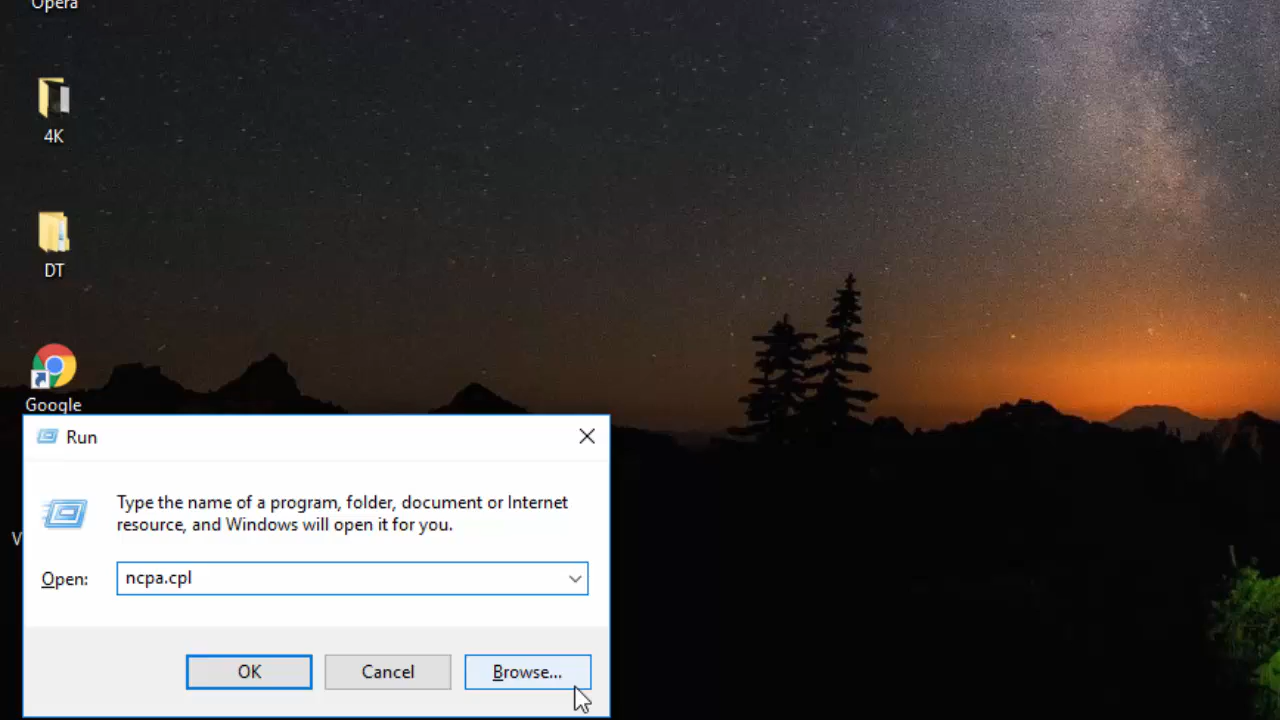 Opera
4K
DT
Google
Run
Type the name of a program, folder, document or Internet
resource, and Windows will open it for you.
Open:
ncpa.cpl
OK
Cancel
Browse...